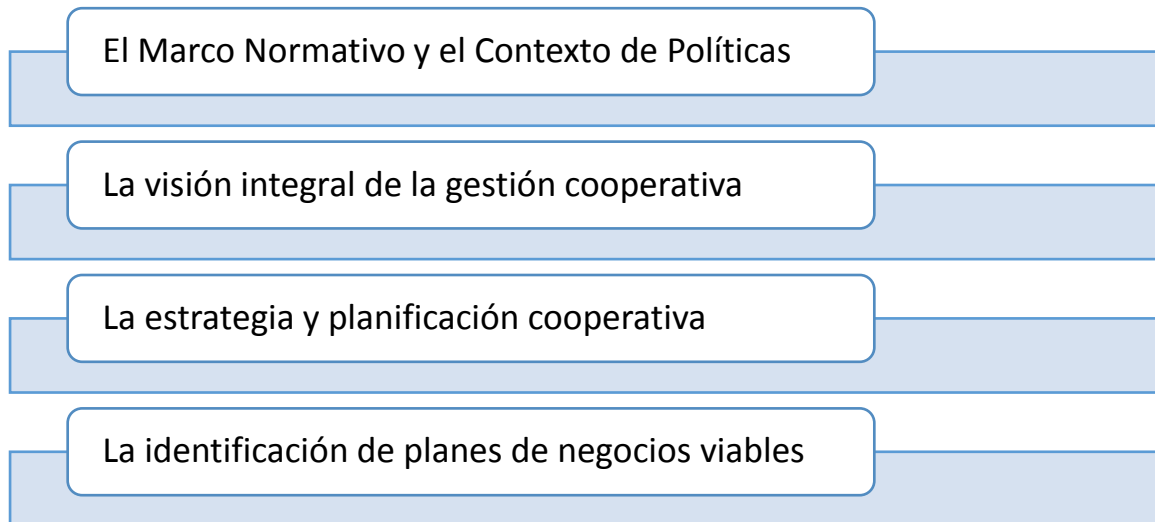 El Marco Normativo y el Contexto de Políticas
La visión integral de la gestión cooperativa
La estrategia y planificación cooperativa
La identificación de planes de negocios viables